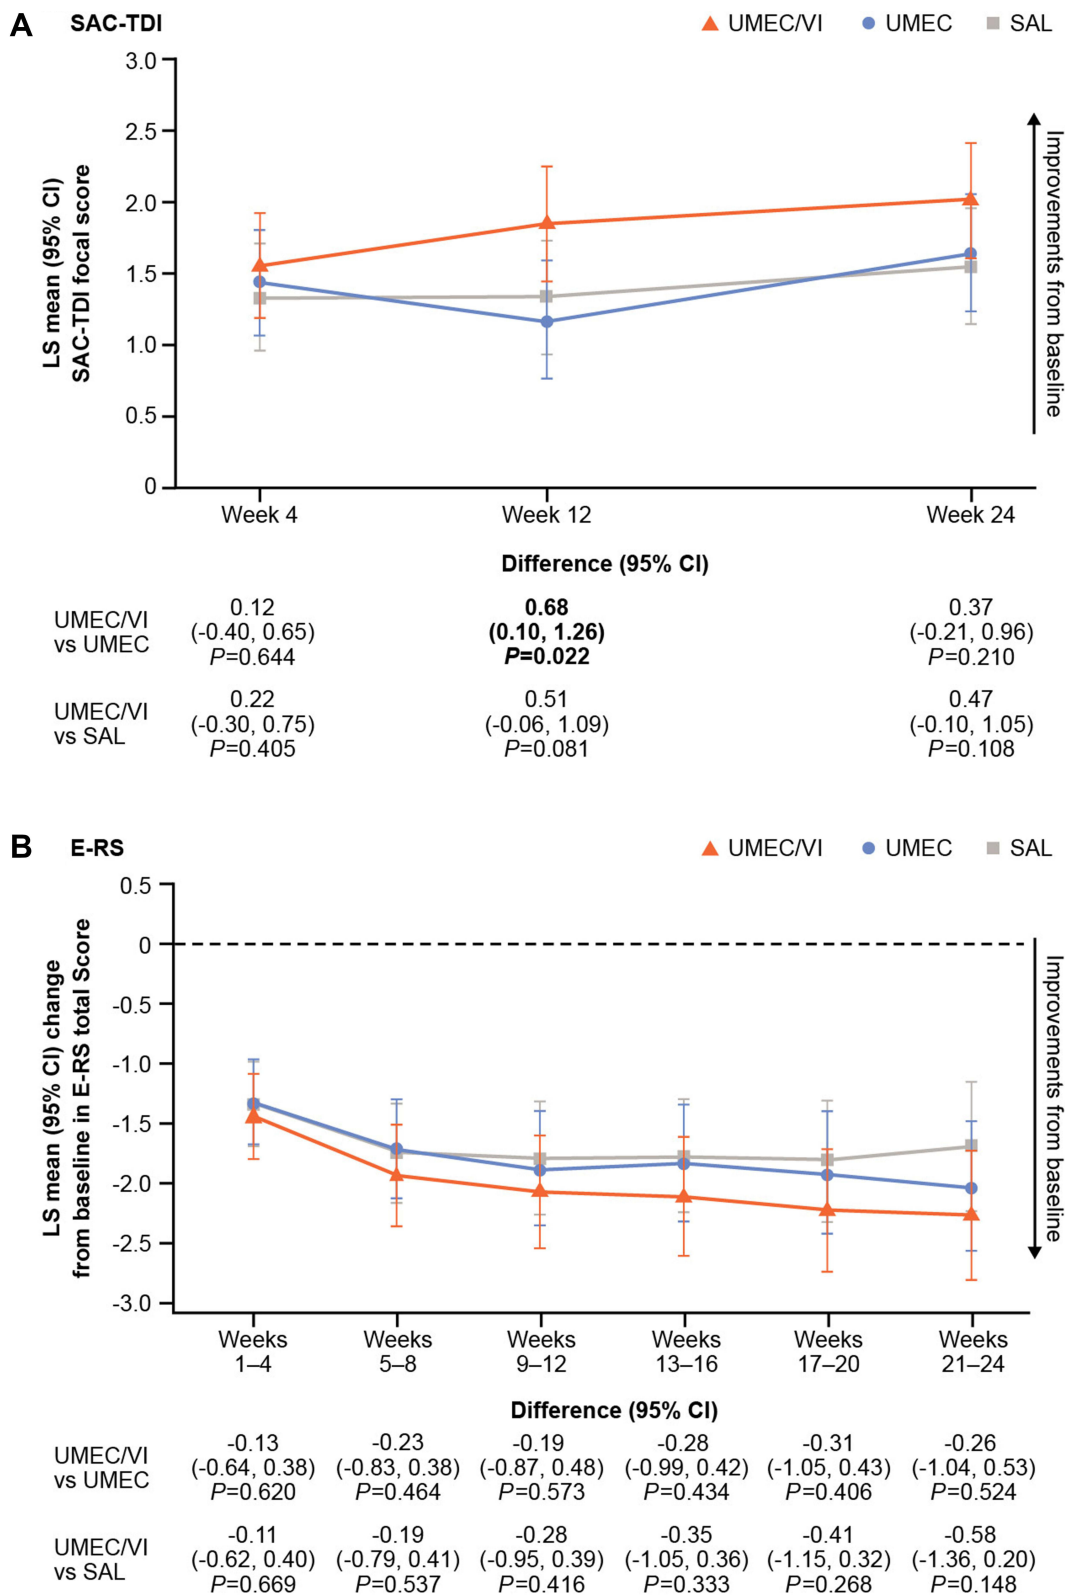 A SAC-TDI
UMEC/VI UMEC SAL
LS mean (95% CI)
SAC-TDI focal score
3.0
2.5
2.0
1.5
1.0
0.5
0
Improvements from baseline
Week 4 Week 12 Week 24
Difference (95% CI)
UMEC/VI
vs UMEC
0.12 0.68 0.37
(-0.40, 0.65) (0.10, 1.26) (-0.21, 0.96)
P=0.644 P=0.022 P=0.210
UMEC/VI
vs SAL
0.22 0.51 0.47
(-0.30, 0.75) (-0.06, 1.09) (-0.10, 1.05)
P=0.405 P=0.081 P=0.108
B E-RS
UMEC/VI UMEC SAL
LS mean (95% CI) change
from baseline in E-RS total Score
0.5
0
-0.5
-1.0
-1.5
-2.0
-2.5
-3.0
Improvements from baseline
Weeks Weeks Weeks Weeks Weeks Weeks
1–4 5–8 9–12 13–16 17–20 21–24
Difference (95% CI)
UMEC/VI
vs UMEC
-0.13 -0.23 -0.19 -0.28 -0.31 -0.26
(-0.64, 0.38) (-0.83, 0.38) (-0.87, 0.48) (-0.99, 0.42) (-1.05, 0.43) (-1.04, 0.53)
P=0.620 P=0.464 P=0.573 P=0.434 P=0.406 P=0.524
UMEC/VI
vs SAL
-0.11 -0.19 -0.28 -0.35 -0.41 -0.58
(-0.62, 0.40) (-0.79, 0.41) (-0.95, 0.39) (-1.05, 0.36) (-1.15, 0.32) (-1.36, 0.20)
P=0.669 P=0.537 P=0.416 P=0.333 P=0.268 P=0.148